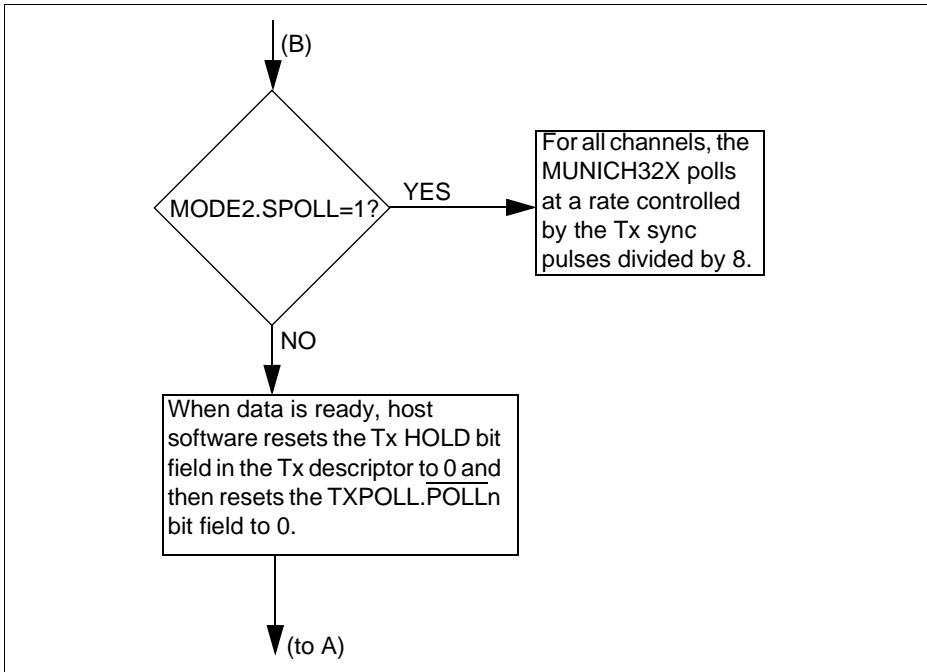 (B)
MODE2.SPOLL=1?
YES
For all channels, the
MUNICH32X polls
at a rate controlled
by the Tx sync
pulses divided by 8.
NO
When data is ready, host
software resets the Tx HOLD bit
field in the Tx descriptor to 0 and
then resets the TXPOLL.P̅O̅L̅L̅n
bit field to 0.
(to A)